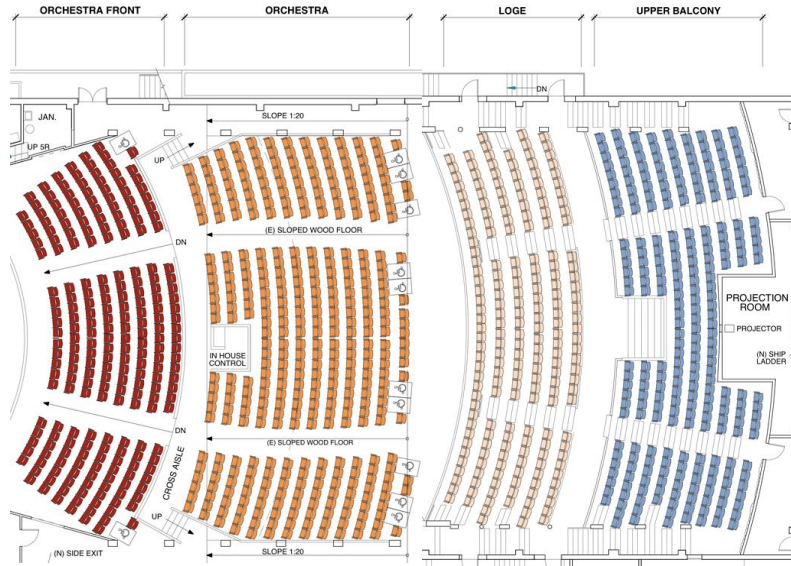 ORCHESTRA FRONT
ORCHESTRA
LOGE
UPPER BALCONY
DN
JAN.
SLOPE 1:20
UP 5R
UP
(E) SLOPED WOOD FLOOR
DN
PROJECTION
ROOM
PROJECTOR
IN HOUSE
CONTROL
(N) SHIP
LADDER
DN
(E) SLOPED WOOD FLOOR
CROSS AISLE
UP
(N) SIDE EXIT
SLOPE 1:20